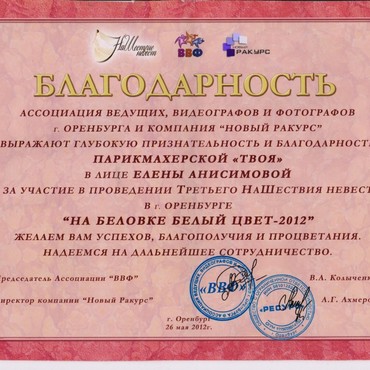 НаШествие невест ВВФ РАКУРС
БЛАГОДАРНОСТЬ
АССОЦИАЦИЯ ВЕДУЩИХ, ВИДЕОГРАФОВ И ФОТОГРАФОВ
г. ОРЕНБУРГА И КОМПАНИЯ "НОВЫЙ РАКУРС"
ВЫРАЖАЮТ ГЛУБОКУЮ ПРИЗНАТЕЛЬНОСТЬ И БЛАГОДАРНОСТЬ
ПАРИКМАХЕРСКОЙ «ТВОЯ»
В ЛИЦЕ ЕЛЕНЫ АНИСИМОВОЙ
ЗА УЧАСТИЕ В ПРОВЕДЕНИИ ТРЕТЬЕГО НАШЕСТВИЯ НЕВЕСТ
В г. ОРЕНБУРГЕ
"НА БЕЛОВКЕ БЕЛЫЙ ЦВЕТ-2012"
ЖЕЛАЕМ ВАМ УСПЕХОВ, БЛАГОПОЛУЧИЯ И ПРОЦВЕТАНИЯ.
НАДЕЕМСЯ НА ДАЛЬНЕЙШЕЕ СОТРУДНИЧЕСТВО.
Председатель Ассоциации "ВВФ" «ВВФ» В.А. Колыченк
Директор компании "Новый Ракурс" А.Г. Ахмеро
г. Оренбург
26 мая 2012г.